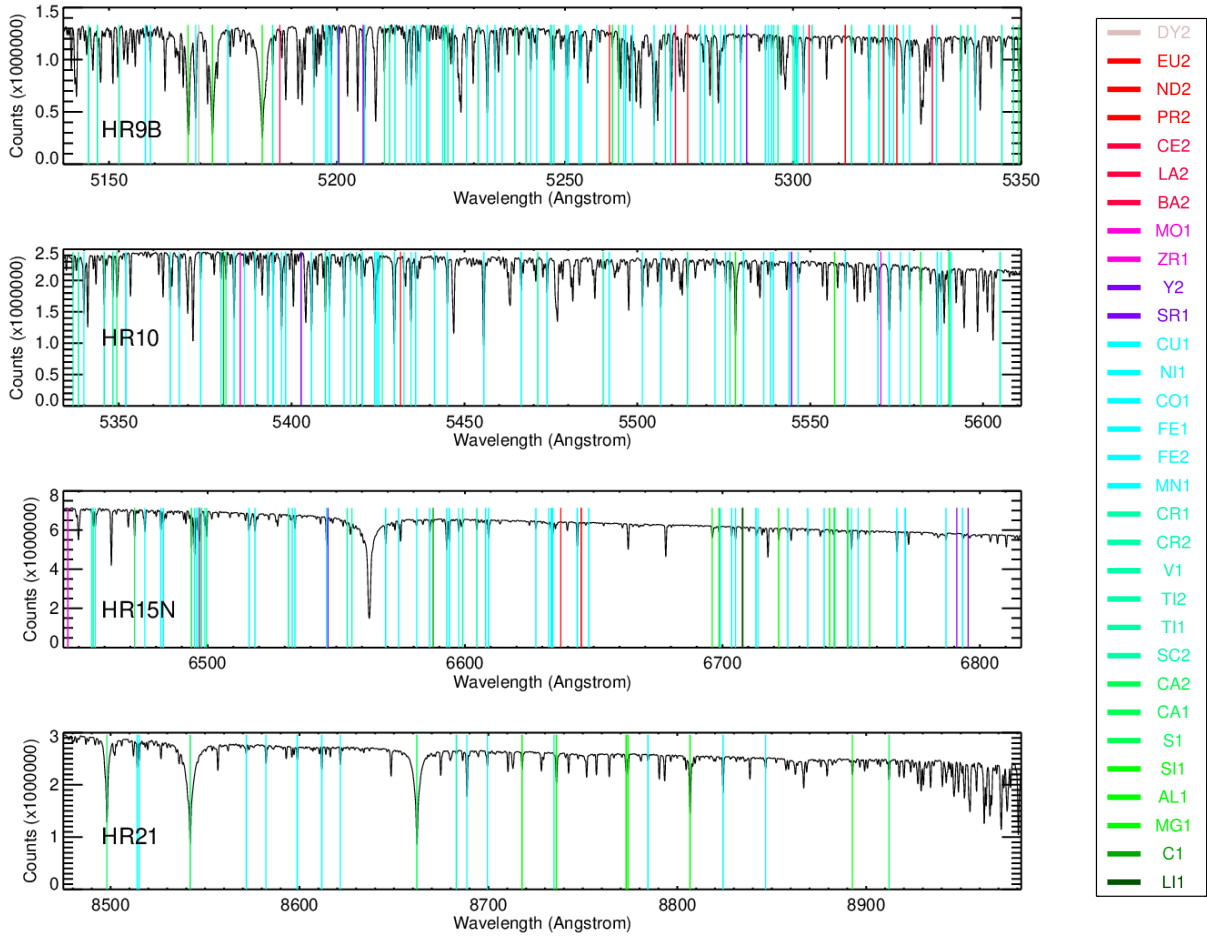 Counts (x1000000)
1.5
1.0
0.5
0.0
HR9B
5150 5200 5250 5300 5350
Wavelength (Angstrom)
Counts (x1000000)
2.5
2.0
1.5
1.0
0.5
0.0
HR10
5350 5400 5450 5500 5550 5600
Wavelength (Angstrom)
Counts (x1000000)
8
6
4
2
0
HR15N
6500 6600 6700 6800
Wavelength (Angstrom)
Counts (x1000000)
3
2
1
0
HR21
8500 8600 8700 8800 8900
Wavelength (Angstrom)
DY2
EU2
ND2
PR2
CE2
LA2
BA2
MO1
ZR1
Y2
SR1
CU1
NI1
CO1
FE1
FE2
MN1
CR1
CR2
V1
TI2
TI1
SC2
CA2
CA1
S1
SI1
AL1
MG1
C1
LI1